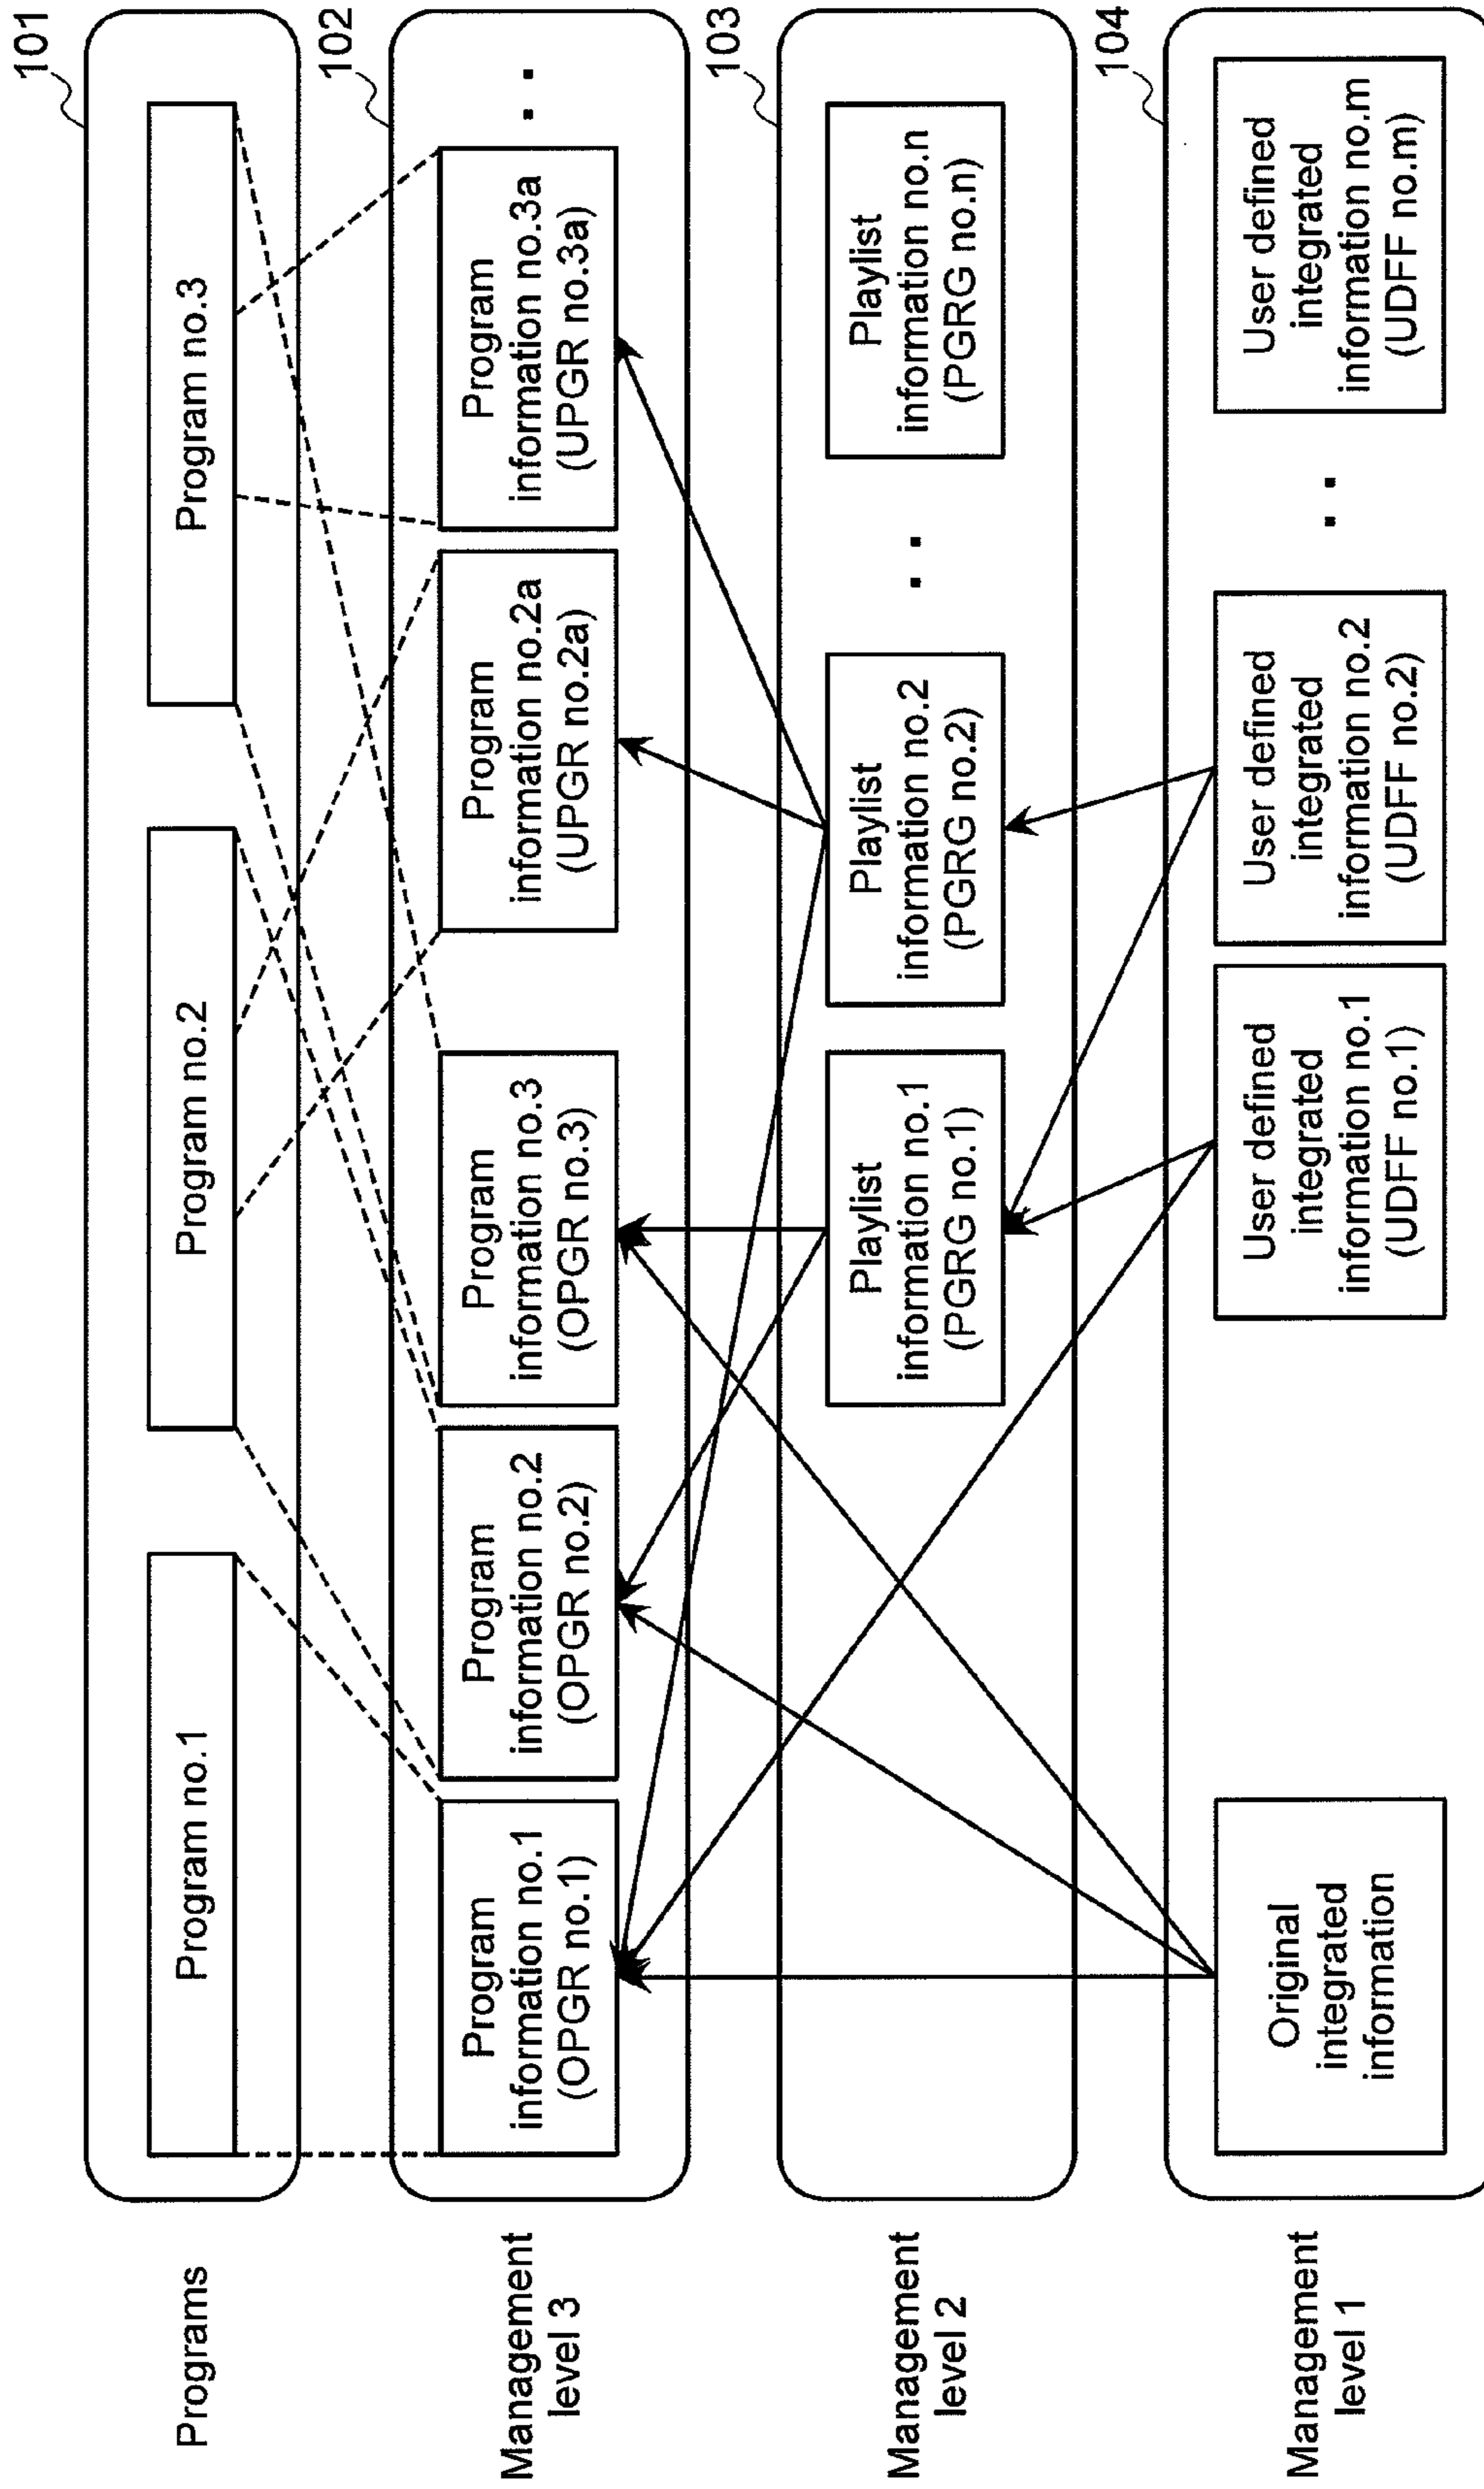 Programs
101
Program no.1
Program no.2
Program no.3
Management
level 3
102
Program
information no.1
(OPGR no.1)
Program
information no.2
(OPGR no.2)
Program
information no.3
(OPGR no.3)
Program
information no.2a
(UPGR no.2a)
Program
information no.3a
(UPGR no.3a)
Management
level 2
103
Playlist
information no.1
(PGRG no.1)
Playlist
information no.2
(PGRG no.2)
Playlist
information no.n
(PGRG no.n)
Management
level 1
104
Original
integrated
information
User defined
integrated
information no.1
(UDFF no.1)
User defined
integrated
information no.2
(UDFF no.2)
User defined
integrated
information no.m
(UDFF no.m)